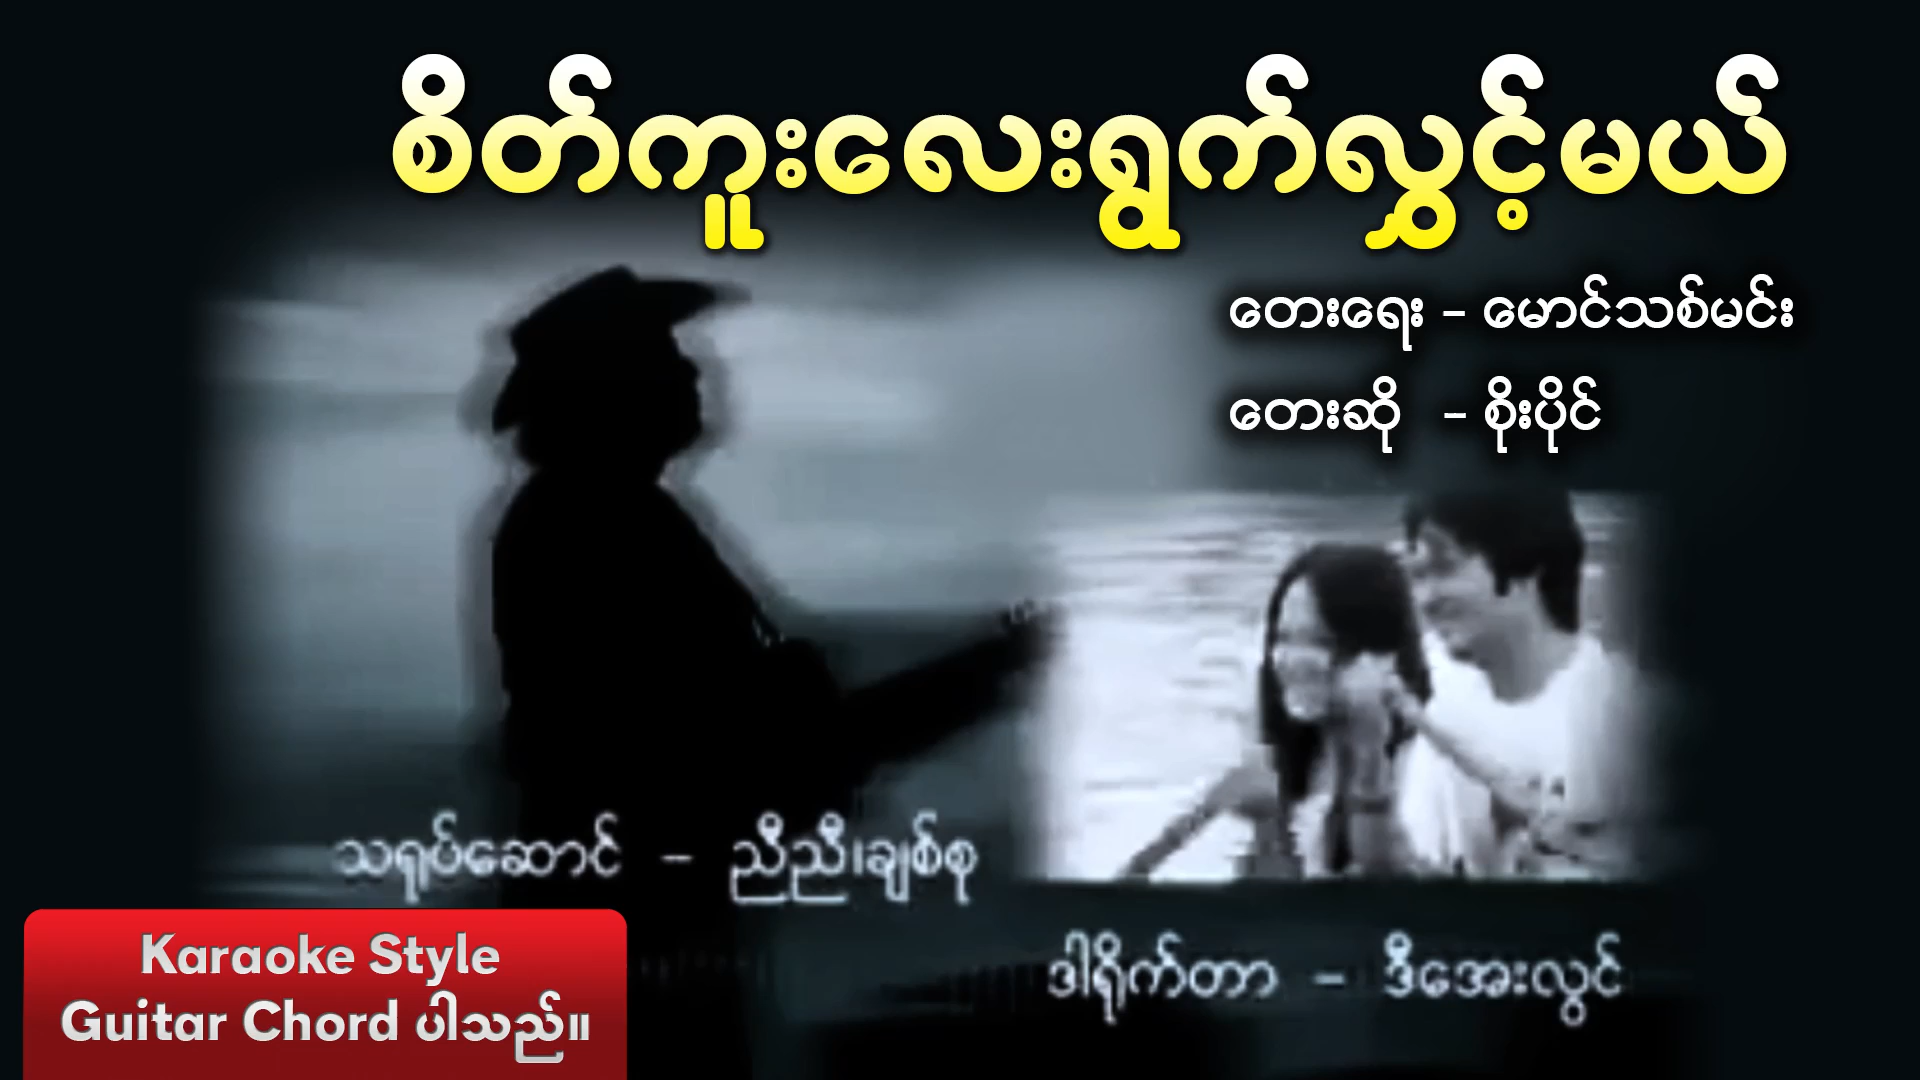 စိတ်ကူးလေးရွက်လွှင့်မယ်
တေးရေး - မောင်သစ်မင်း
တေးဆို - စိုးပိုင်
သရုပ်ဆောင် - ညီညီ၊ချစ်စု
ဒါရိုက်တာ - ဒီအေးလွင်
Karaoke Style
Guitar Chord ပါသည်။